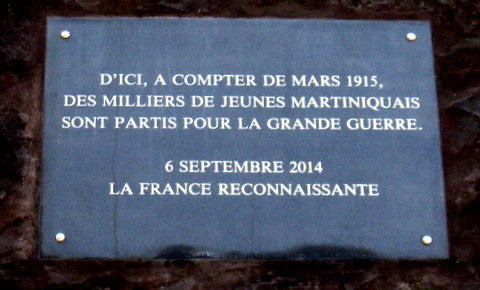 D'ICI, A COMPTER DE MARS 1915,
DES MILLIERS DE JEUNES MARTINIQUAIS
SONT PARTIS POUR LA GRANDE GUERRE.
6 SEPTEMBRE 2014
LA FRANCE RECONNAISSANTE